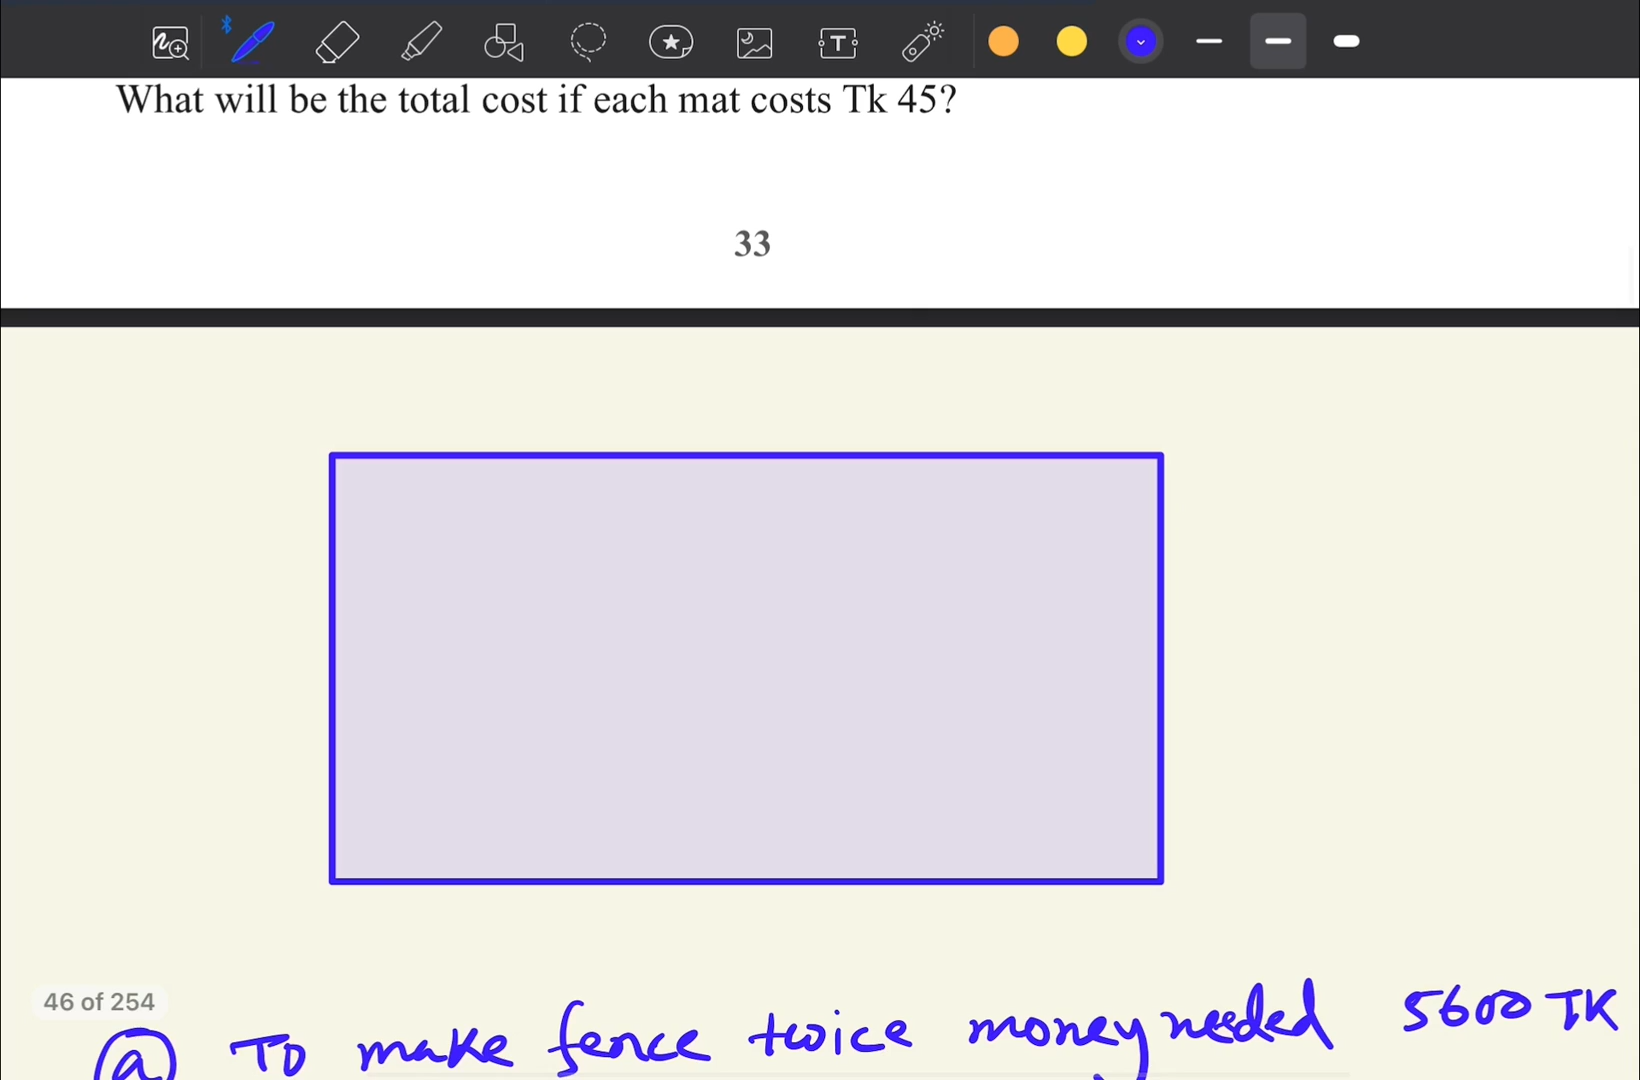 What will be the total cost if each mat costs Tk 45?
33
46 of 254
ⓐ To make fence twice money needed 5600 TK